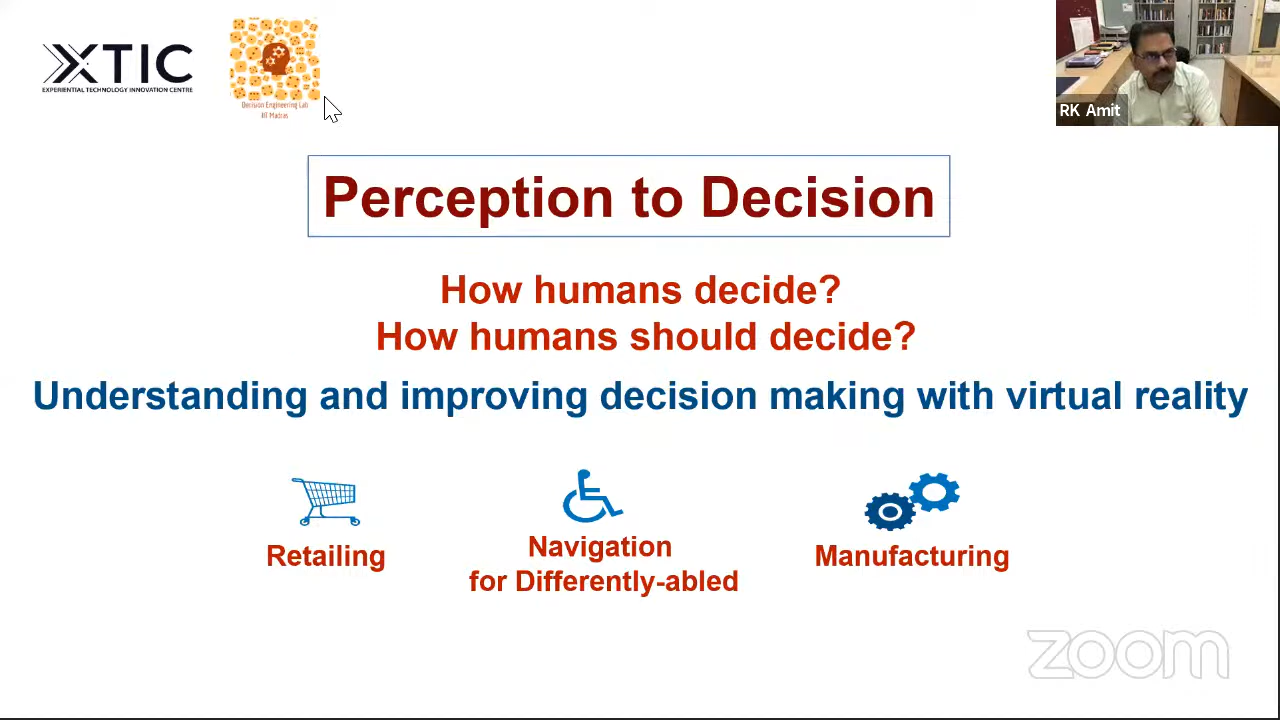 XTIC
EXPERIENTIAL TECHNOLOGY INNOVATION CENTRE
Decision Engineering Lab
IIT Madras
RK Amit
Perception to Decision
How humans decide?
How humans should decide?
Understanding and improving decision making with virtual reality
Retailing
Navigation
for Differently-abled
Manufacturing
zoom